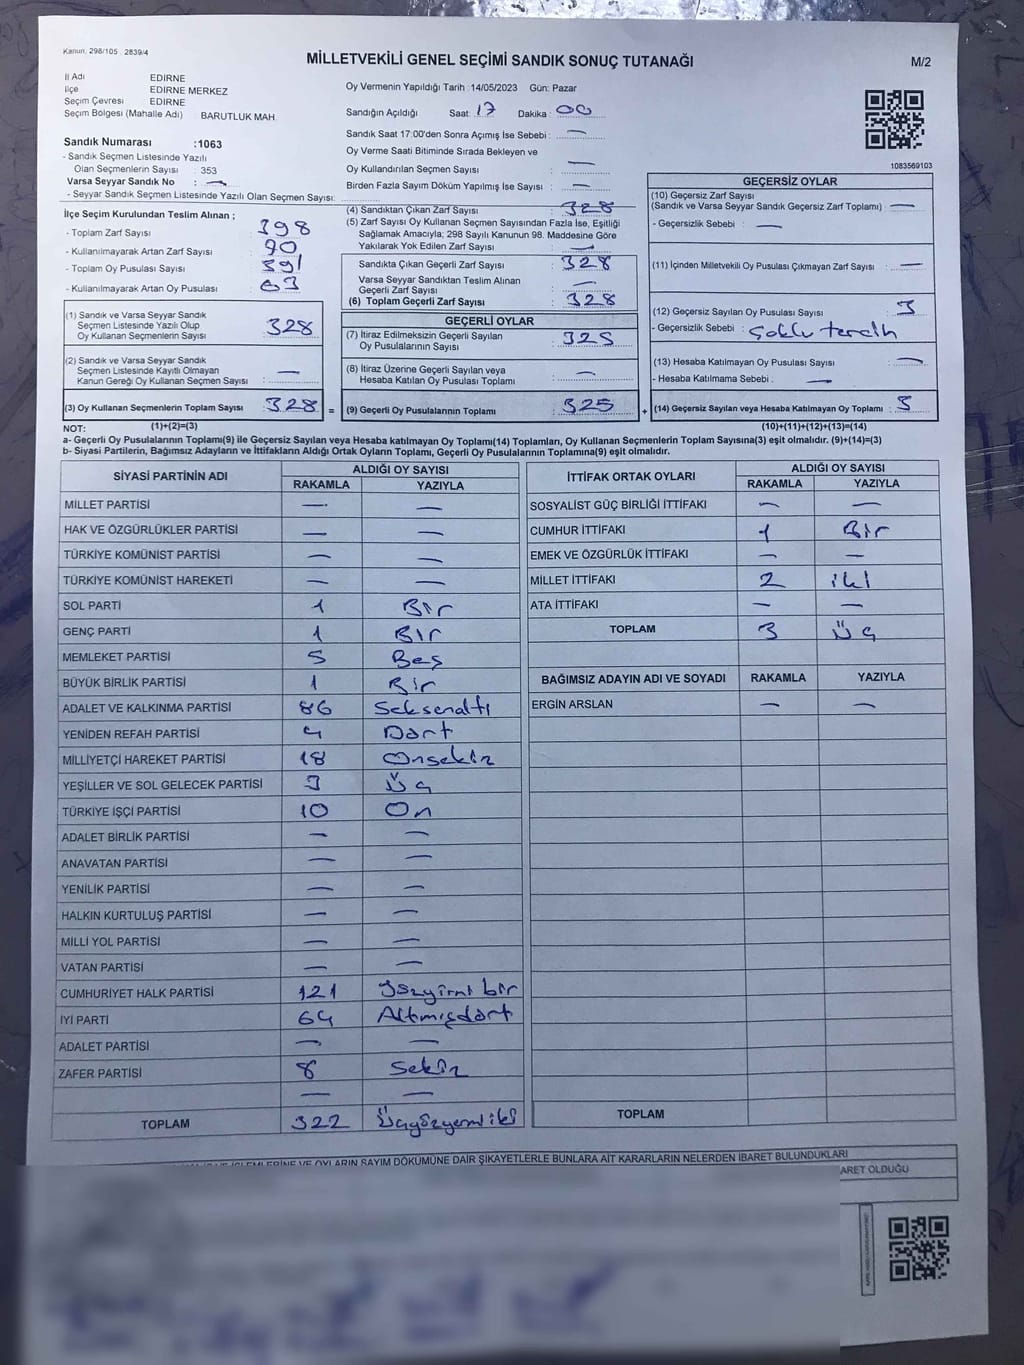 Kanun: 298/105 . 2839/4
MİLLETVEKİLİ GENEL SEÇİMİ SANDIK SONUÇ TUTANAĞI
M/2
İl Adı EDİRNE
İlçe EDİRNE MERKEZ
Seçim Çevresi EDİRNE
Seçim Bölgesi (Mahalle Adı) BARUTLUK MAH.
Sandık Numarası :1063
- Sandık Seçmen Listesinde Yazılı
Olan Seçmenlerin Sayısı : 353
Varsa Seyyar Sandık No : —
- Seyyar Sandık Seçmen Listesinde Yazılı Olan Seçmen Sayısı:
Oy Vermenin Yapıldığı Tarih :14/05/2023 Gün: Pazar
Sandığın Açıldığı Saat: 17 Dakika : 00
Sandık Saat 17:00'den Sonra Açılmış İse Sebebi : —
Oy Verme Saati Bitiminde Sırada Bekleyen ve
Oy Kullandırılan Seçmen Sayısı : —
Birden Fazla Sayım Döküm Yapılmış İse Sayısı : —
1083569103
İlçe Seçim Kurulundan Teslim Alınan ;
- Toplam Zarf Sayısı : 398
- Kullanılmayarak Artan Zarf Sayısı : 70
- Toplam Oy Pusulası Sayısı : 391
- Kullanılmayarak Artan Oy Pusulası : 63
(1) Sandık ve Varsa Seyyar Sandık
Seçmen Listesinde Yazılı Olup
Oy Kullanan Seçmenlerin Sayısı : 328
(2) Sandık ve Varsa Seyyar Sandık
Seçmen Listesinde Kayıtlı Olmayan
Kanun Gereği Oy Kullanan Seçmen Sayısı : —
(3) Oy Kullanan Seçmenlerin Toplam Sayısı : 328 =
(4) Sandıktan Çıkan Zarf Sayısı : 328
(5) Zarf Sayısı Oy Kullanan Seçmen Sayısından Fazla İse, Eşitliği
Sağlamak Amacıyla; 298 Sayılı Kanunun 98. Maddesine Göre
Yakılarak Yok Edilen Zarf Sayısı : —
Sandıkta Çıkan Geçerli Zarf Sayısı : 328
Varsa Seyyar Sandıktan Teslim Alınan
Geçerli Zarf Sayısı : —
(6) Toplam Geçerli Zarf Sayısı : 328
GEÇERLİ OYLAR
(7) İtiraz Edilmeksizin Geçerli Sayılan
Oy Pusulalarının Sayısı : 325
(8) İtiraz Üzerine Geçerli Sayılan veya
Hesaba Katılan Oy Pusulası Toplamı : —
(9) Geçerli Oy Pusulalarının Toplamı : 325 +
GEÇERSİZ OYLAR
(10) Geçersiz Zarf Sayısı
(Sandık ve Varsa Seyyar Sandık Geçersiz Zarf Toplamı) : —
- Geçersizlik Sebebi : —
(11) İçinden Milletvekili Oy Pusulası Çıkmayan Zarf Sayısı : —
(12) Geçersiz Sayılan Oy Pusulası Sayısı : 3
- Geçersizlik Sebebi : çoklu tercih
(13) Hesaba Katılmayan Oy Pusulası Sayısı : —
- Hesaba Katılmama Sebebi : —
(14) Geçersiz Sayılan veya Hesaba Katılmayan Oy Toplamı : 3
NOT: (1)+(2)=(3) (10)+(11)+(12)+(13)=(14)
a- Geçerli Oy Pusulalarının Toplamı(9) ile Geçersiz Sayılan veya Hesaba katılmayan Oy Toplamı(14) Toplamları, Oy Kullanan Seçmenlerin Toplam Sayısına(3) eşit olmalıdır. (9)+(14)=(3)
b- Siyasi Partilerin, Bağımsız Adayların ve İttifakların Aldığı Ortak Oyların Toplamı, Geçerli Oy Pusulalarının Toplamına(9) eşit olmalıdır.
SİYASİ PARTİNİN ADI ALDIĞI OY SAYISI
RAKAMLA YAZIYLA
MİLLET PARTİSİ — —
HAK VE ÖZGÜRLÜKLER PARTİSİ — —
TÜRKİYE KOMÜNİST PARTİSİ — —
TÜRKİYE KOMÜNİST HAREKETİ — —
SOL PARTİ 1 Bir
GENÇ PARTİ 1 Bir
MEMLEKET PARTİSİ 5 Beş
BÜYÜK BİRLİK PARTİSİ 1 Bir
ADALET VE KALKINMA PARTİSİ 86 Seksenaltı
YENİDEN REFAH PARTİSİ 4 Dört
MİLLİYETÇİ HAREKET PARTİSİ 18 Onsekiz
YEŞİLLER VE SOL GELECEK PARTİSİ 3 Üç
TÜRKİYE İŞÇİ PARTİSİ 10 On
ADALET BİRLİK PARTİSİ — —
ANAVATAN PARTİSİ — —
YENİLİK PARTİSİ — —
HALKIN KURTULUŞ PARTİSİ — —
MİLLİ YOL PARTİSİ — —
VATAN PARTİSİ — —
CUMHURİYET HALK PARTİSİ 121 yüzyirmi bir
İYİ PARTİ 64 Altmışdört
ADALET PARTİSİ — —
ZAFER PARTİSİ 8 Sekiz
— —
TOPLAM 322 Üçyüzyirmi iki
İTTİFAK ORTAK OYLARI ALDIĞI OY SAYISI
RAKAMLA YAZIYLA
SOSYALİST GÜÇ BİRLİĞİ İTTİFAKI — —
CUMHUR İTTİFAKI 1 Bir
EMEK VE ÖZGÜRLÜK İTTİFAKI — —
MİLLET İTTİFAKI 2 iki
ATA İTTİFAKI — —
TOPLAM 3 Üç
BAĞIMSIZ ADAYIN ADI VE SOYADI RAKAMLA YAZIYLA
ERGİN ARSLAN — —
TOPLAM
VE OYLARIN SAYIM DÖKÜMÜNE DAİR ŞİKAYETLERLE BUNLARA AİT KARARLARIN NELERDEN İBARET BULUNDUKLARI
ARET OLDUĞU